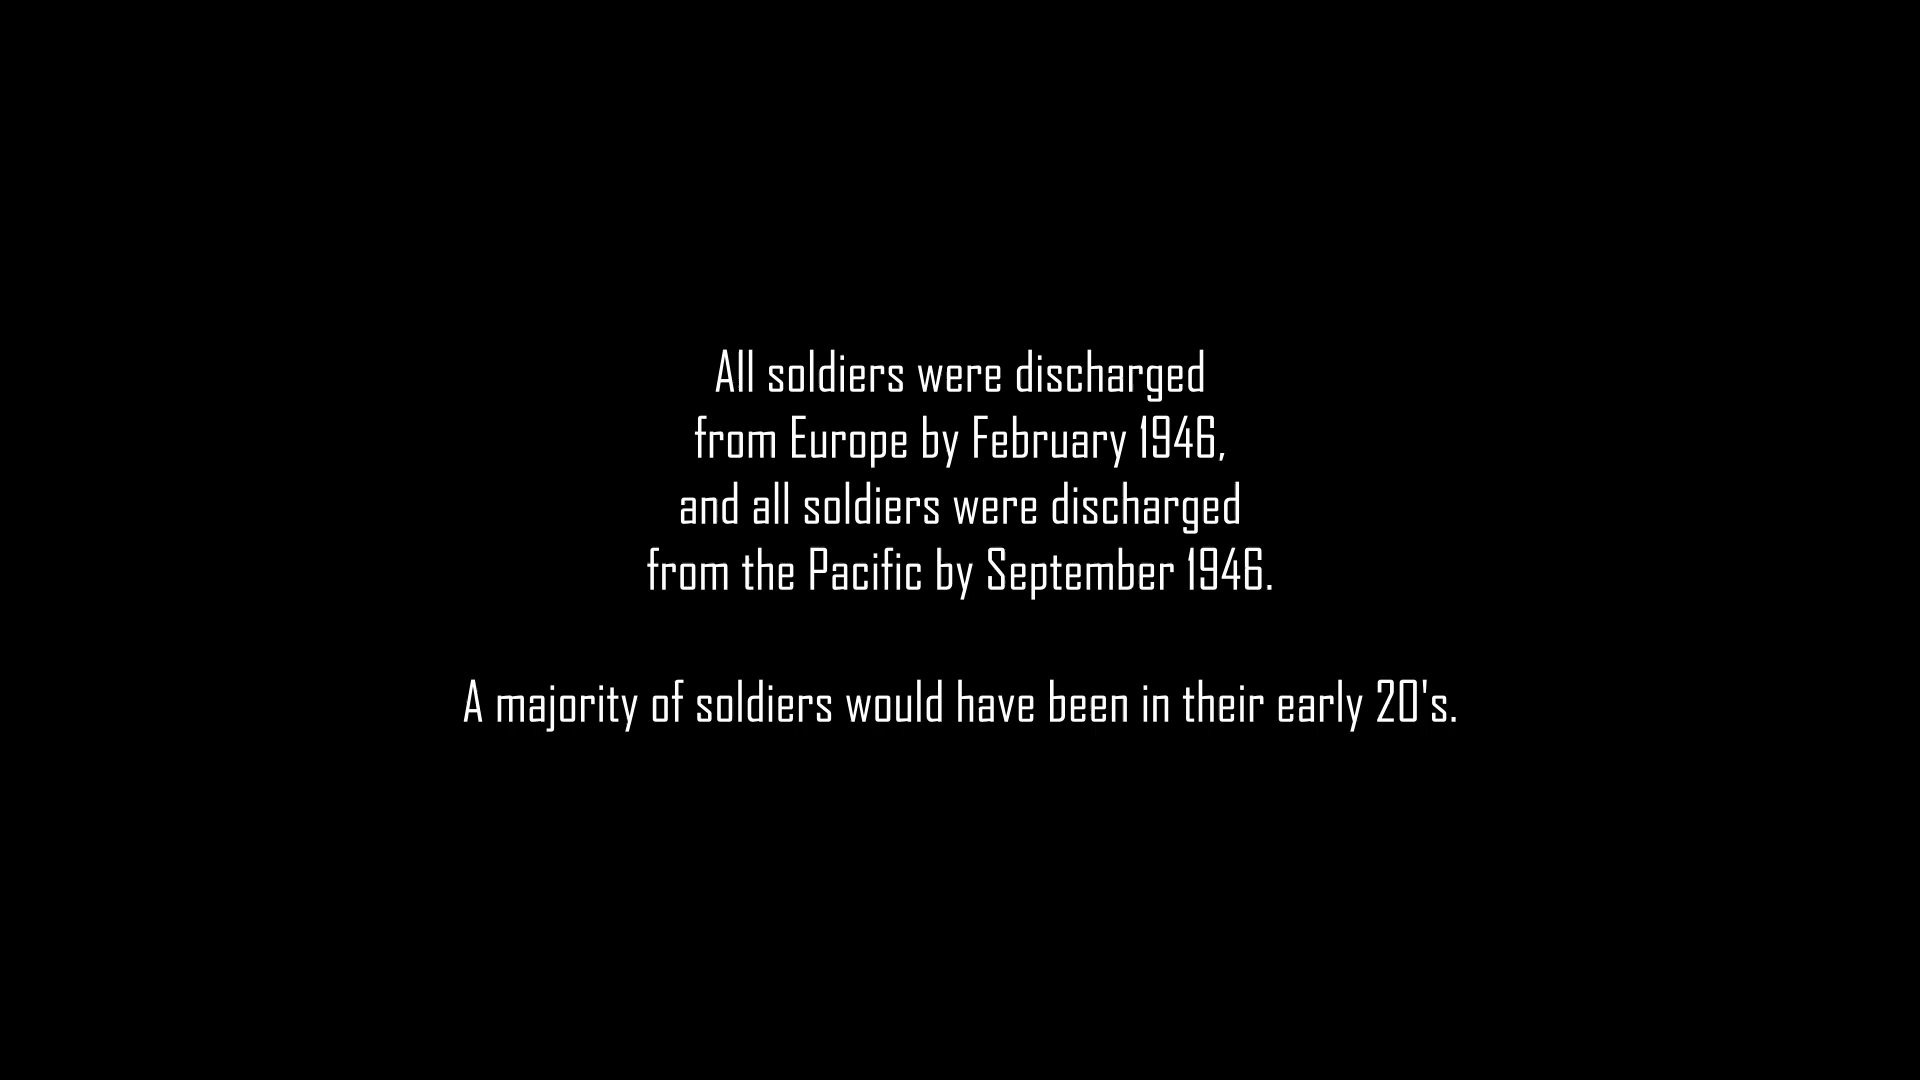 All soldiers were discharged
from Europe by February 1946,
and all soldiers were discharged
from the Pacific by September 1946.
A majority of soldiers would have been in their early 20's.